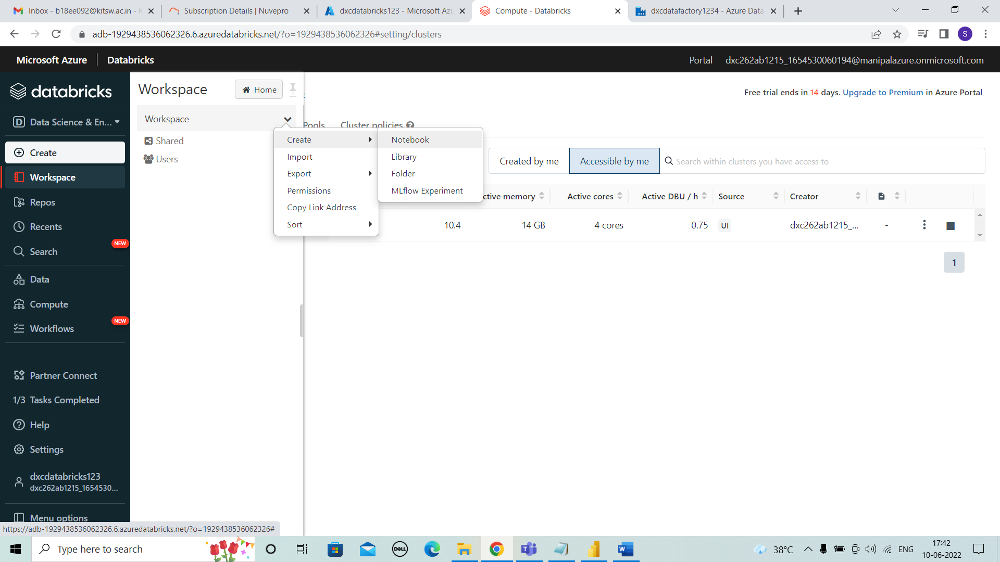 Inbox - b18ee092@kitsw.ac.in - K
Subscription Details | Nuvepro
dxcdatabricks123 - Microsoft Azu
Compute - Databricks
dxcdatafactory1234 - Azure Data
adb-1929438536062326.6.azuredatabricks.net/?o=1929438536062326#setting/clusters
S
Microsoft Azure
Databricks
Portal
dxc262ab1215_1654530060194@manipalazure.onmicrosoft.com
databricks
Data Science & En...
Create
Workspace
Repos
Recents
Search
NEW
Data
Compute
Workflows
NEW
Partner Connect
1/3 Tasks Completed
Help
Settings
dxcdatabricks123
dxc262ab1215_1654530...
Menu options
Workspace
Home
Workspace
Shared
Users
Create
Import
Export
Permissions
Copy Link Address
Sort
Notebook
Library
Folder
MLflow Experiment
Free trial ends in 14 days. Upgrade to Premium in Azure Portal
Pools
Cluster policies
Created by me
Accessible by me
Search within clusters you have access to
ctive memory
Active cores
Active DBU / h
Source
Creator
10.4
14 GB
4 cores
0.75
UI
dxc262ab1215_...
-
1
https://adb-1929438536062326.6.azuredatabricks.net/?o=1929438536062326#
Type here to search
DELL
38°C
ENG
17:42
10-06-2022